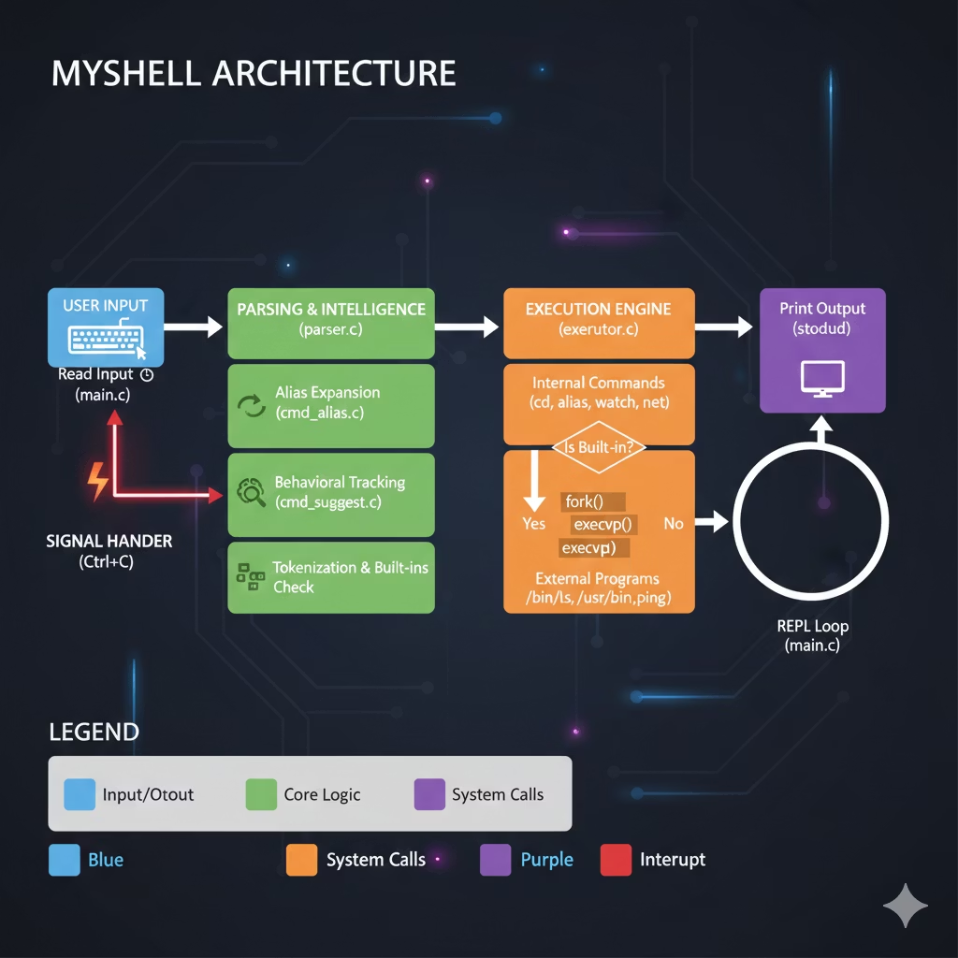 MYSHELL ARCHITECTURE
USER INPUT
Read Input
(main.c)
SIGNAL HANDER
(Ctrl+C)
PARSING & INTELLIGENCE
(parser.c)
Alias Expansion
(cmd_alias.c)
Behavioral Tracking
(cmd_suggest.c)
Tokenization & Built-ins
Check
EXECUTION ENGINE
(exerutor.c)
Internal Commands
(cd, alias, watch, net)
Is Built-in?
fork()
Yes
execvp()
No
execvp)
External Programs
/bin/ls, /usr/bin,ping)
Print Output
(stodud)
REPL Loop
(main.c)
LEGEND
Input/Otout
Core Logic
System Calls
Blue
System Calls
Purple
Interupt